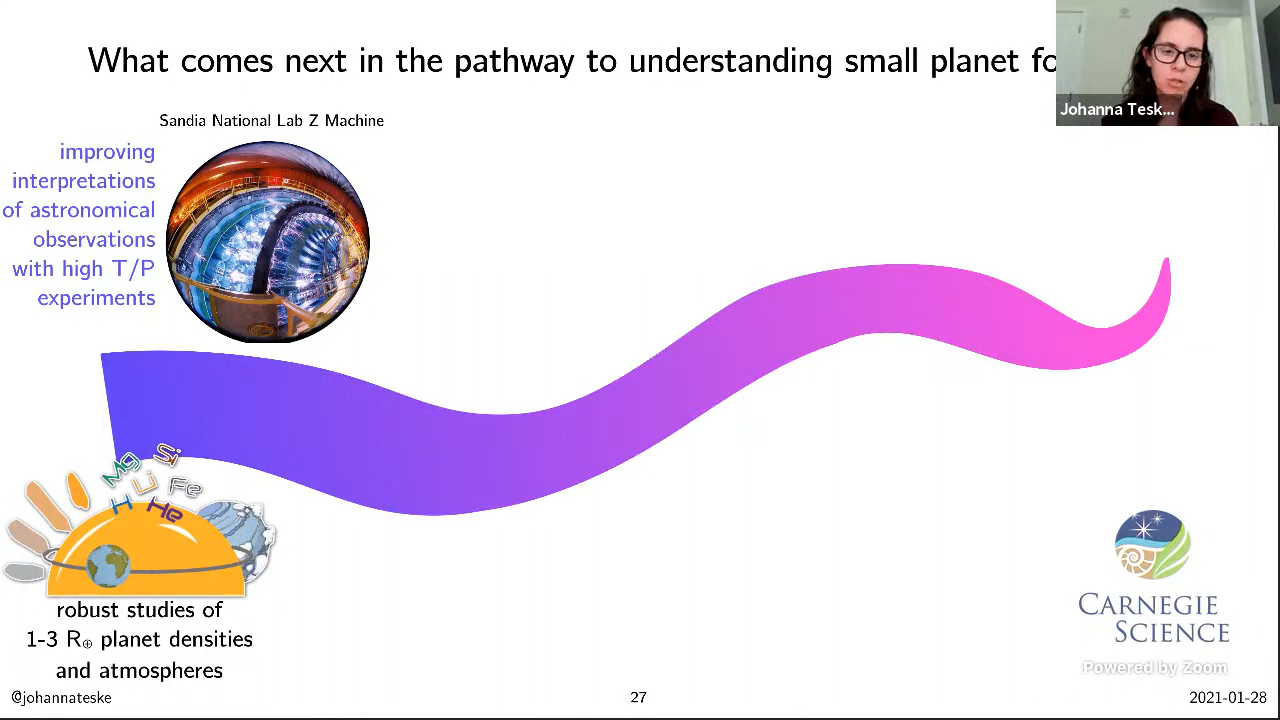 What comes next in the pathway to understanding small planet fo
Johanna Tesk...
Sandia National Lab Z Machine
improving
interpretations
of astronomical
observations
with high T/P
experiments
Mg Si
Li Fe
H He
robust studies of
1-3 R⊕ planet densities
and atmospheres
CARNEGIE
SCIENCE
Powered by Zoom
@johannateske
27
2021-01-28